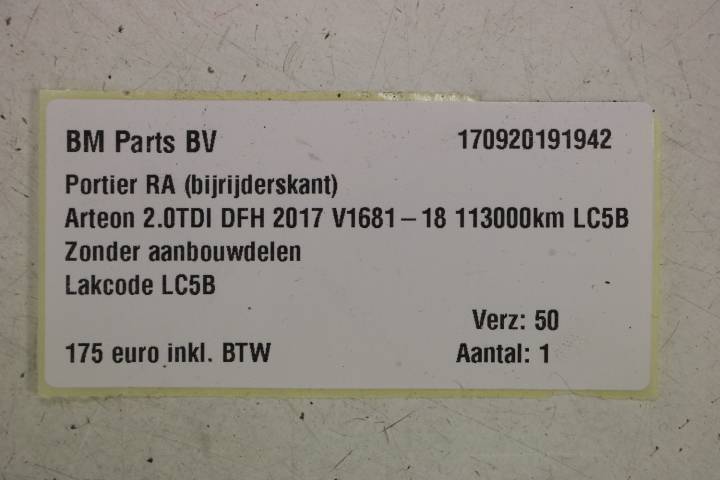 BM Parts BV 170920191942
Portier RA (bijrijderskant)
Arteon 2.0TDI DFH 2017 V1681-18 113000km LC5B
Zonder aanbouwdelen
Lakcode LC5B
Verz: 50
175 euro inkl. BTW Aantal: 1